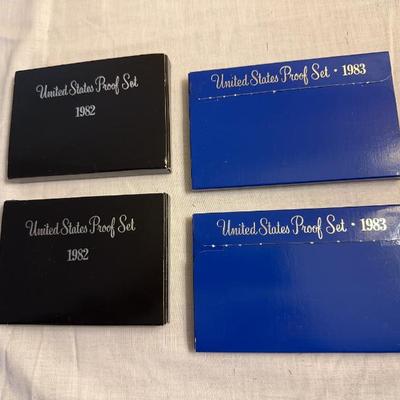 United States Proof Set
1982
United States Proof Set • 1983
United States Proof Set
1982
United States Proof Set • 1983